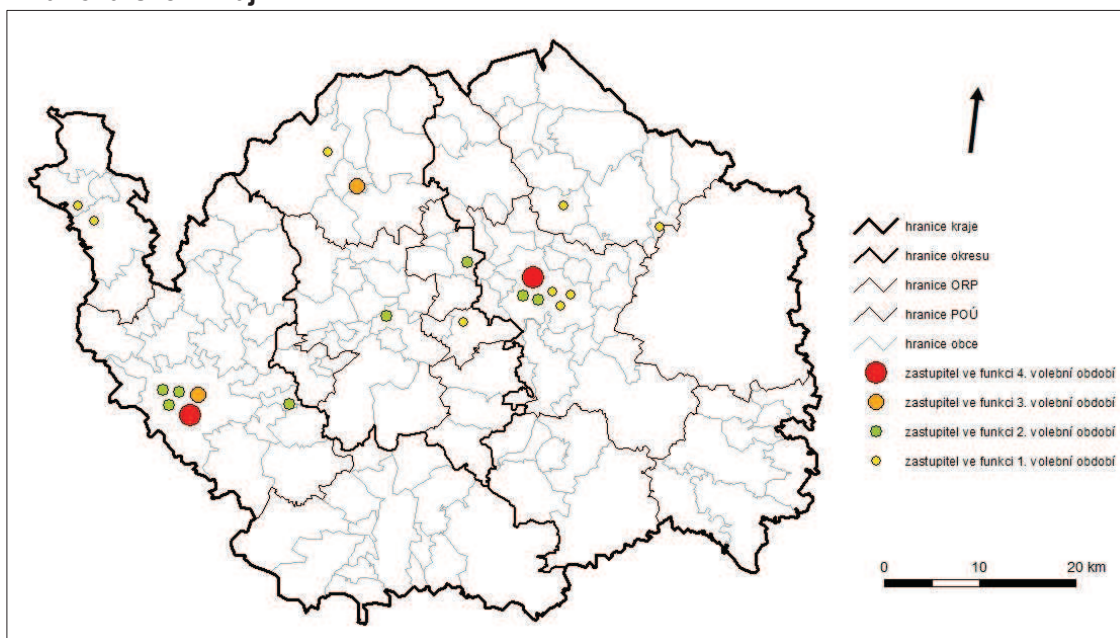 hranice kraje
hranice okresu
hranice ORP
hranice POÚ
hranice obce
zastupitel ve funkci 4. volební období
zastupitel ve funkci 3. volební období
zastupitel ve funkci 2. volební období
zastupitel ve funkci 1. volební období
0 10 20 km